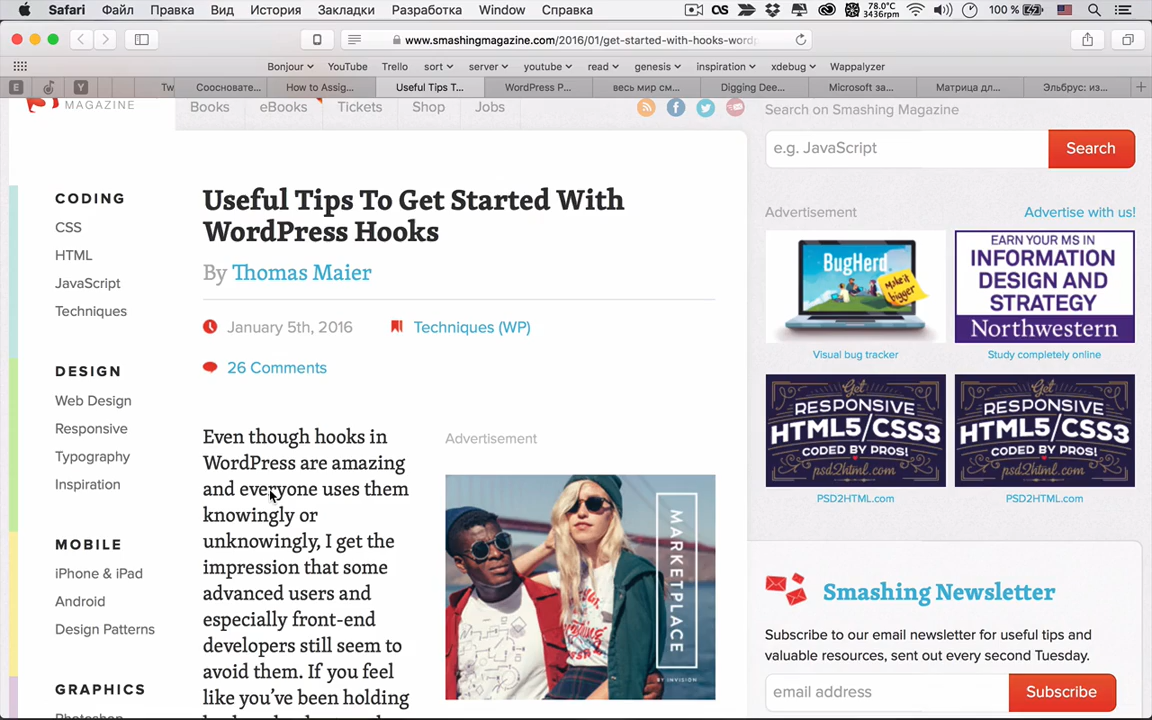 Safari Файл Правка Вид История Закладки Разработка Window Справка 78.0°C 3436rpm 100 %
www.smashingmagazine.com/2016/01/get-started-with-hooks-wordp
Bonjour YouTube Trello sort server youtube read genesis inspiration xdebug Wappalyzer
E Y Tw Соосновате... How to Assig... Useful Tips T... WordPress P... весь мир см... Digging Dee... Microsoft за... Матрица дл... Эльбрус: из...
MAGAZINE
Books eBooks Tickets Shop Jobs
Search on Smashing Magazine
e.g. JavaScript Search
CODING
CSS
HTML
JavaScript
Techniques
DESIGN
Web Design
Responsive
Typography
Inspiration
MOBILE
iPhone & iPad
Android
Design Patterns
GRAPHICS
Photoshop
Useful Tips To Get Started With
WordPress Hooks
By Thomas Maier
January 5th, 2016 Techniques (WP)
26 Comments
Even though hooks in
WordPress are amazing
and everyone uses them
knowingly or
unknowingly, I get the
impression that some
advanced users and
especially front-end
developers still seem to
avoid them. If you feel
like you've been holding
Advertisement
MARKETPLACE
BY INVISION
Advertisement Advertise with us!
BugHerd
Make it
bigger
Visual bug tracker
EARN YOUR MS IN
INFORMATION
DESIGN AND
STRATEGY
Northwestern
Study completely online
Get
RESPONSIVE
HTML5/CSS3
CODED BY PROS!
psd2html.com
PSD2HTML.com
Get
RESPONSIVE
HTML5/CSS3
CODED BY PROS!
psd2html.com
PSD2HTML.com
Smashing Newsletter
Subscribe to our email newsletter for useful tips and
valuable resources, sent out every second Tuesday.
email address Subscribe